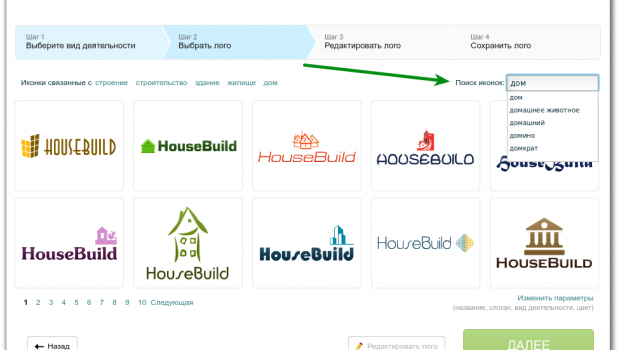 Шаг 1
Выберите вид деятельности
Шаг 2
Выбрать лого
Шаг 3
Редактировать лого
Шаг 4
Сохранить лого
Иконки связанные с строение строительство здание жилище дом
Поиск иконок: дом
дом
домашнее животное
домашний
домино
домкрат
HOUSEBUILD
HouseBuild
HouseBuild
HOUSEBUILD
HouseBuild
HouseBuild
HouseBuild
HouseBuild
HouseBuild
HOUSEBUILD
1 2 3 4 5 6 7 8 9 10 Следующая
Изменить параметры
(название, слоган, вид деятельности, цвет)
Назад
Редактировать лого
ДАЛЕЕ